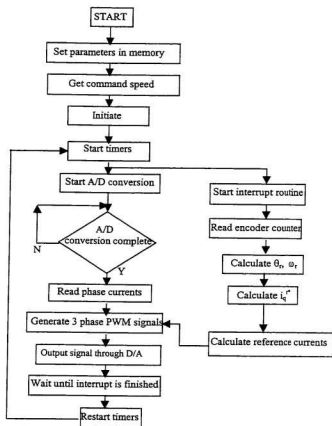 START
Set parameters in memory
Get command speed
Initiate
Start timers
Start A/D conversion
Start interrupt routine
A/D
conversion complete
N
Y
Read encoder counter
Calculate θr, ωr
Calculate iq r*
Read phase currents
Generate 3 phase PWM signals
Calculate reference currents
Output signal through D/A
Wait until interrupt is finished
Restart timers